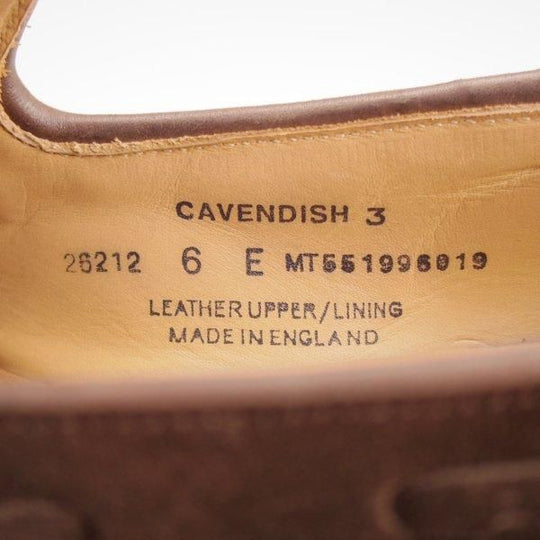 CAVENDISH 3
26212 6 E MT551996019
LEATHER UPPER/LINING
MADE IN ENGLAND